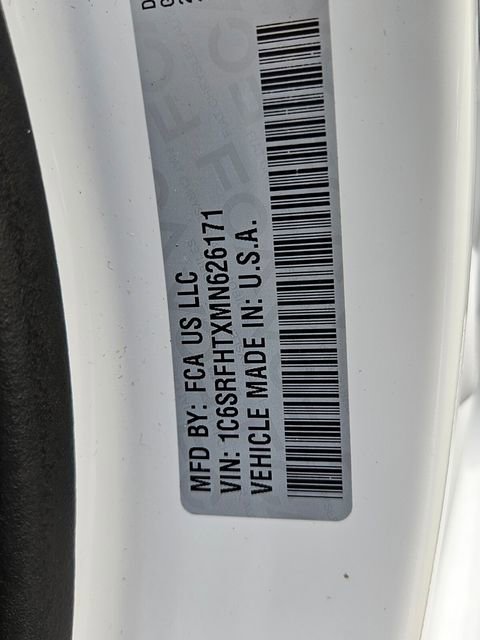 MFD BY: FCA US LLC
VIN: 1C6SRFHTXMN626171
VEHICLE MADE IN: U.S.A.